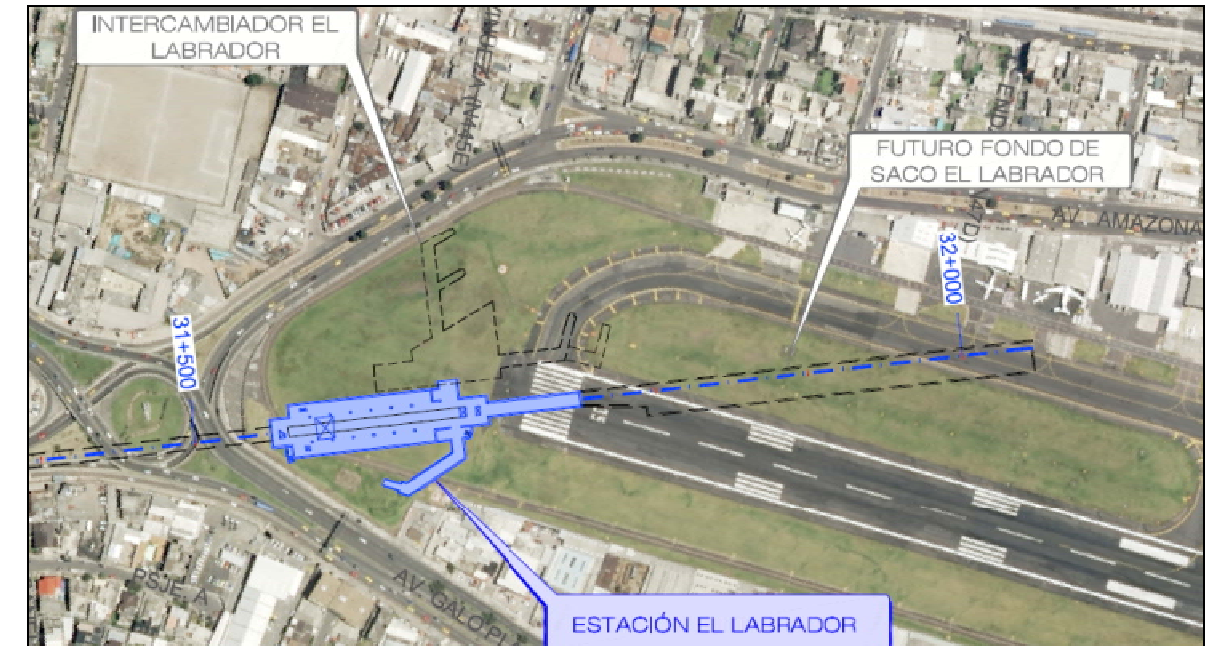 INTERCAMBIADOR EL
LABRADOR
FUTURO FONDO DE
SACO EL LABRADOR
AV. AMAZONA
32+000
31+500
PSJE. A
AV. GALO PL
ESTACIÓN EL LABRADOR